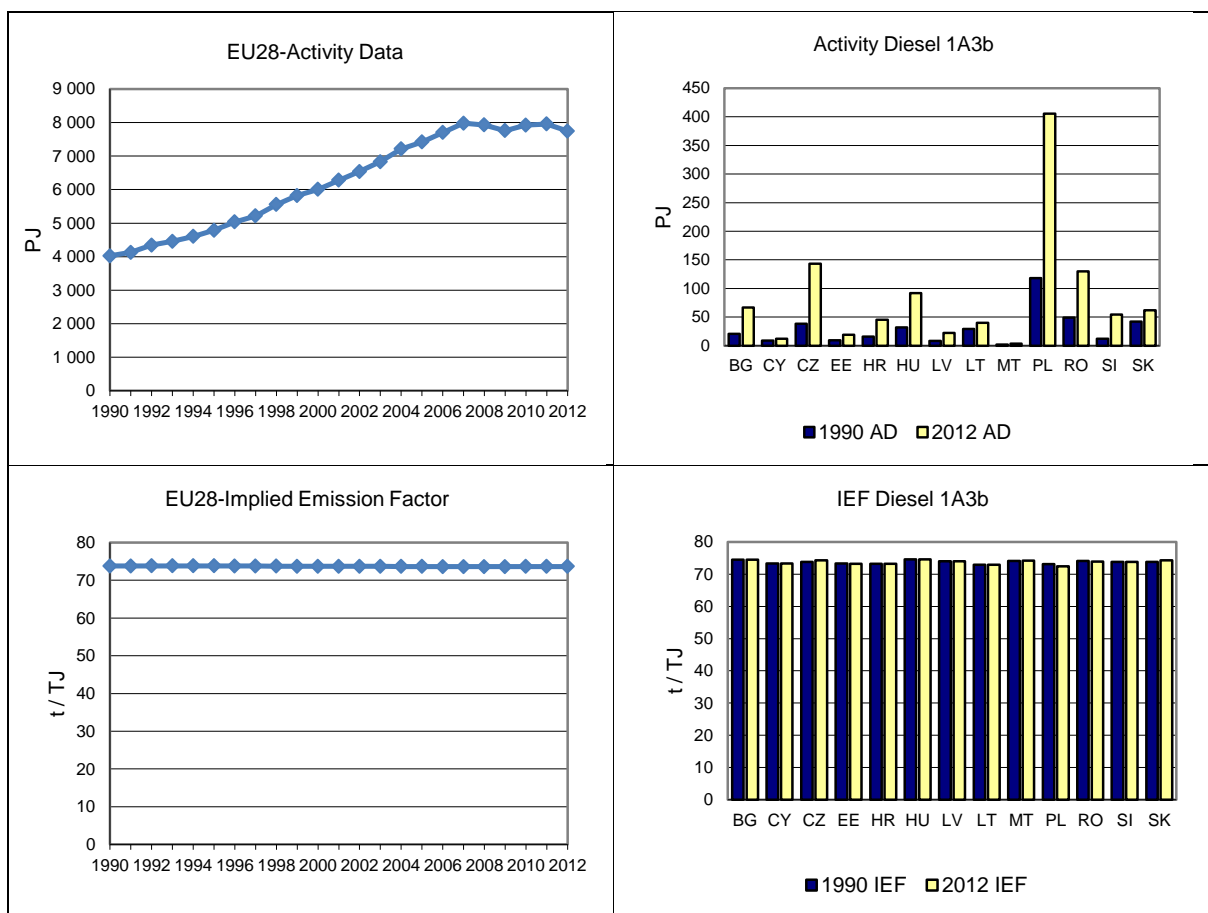 EU28-Activity Data
9 000
8 000
7 000
6 000
5 000
4 000
3 000
2 000
1 000
0
PJ
1990 1992 1994 1996 1998 2000 2002 2004 2006 2008 2010 2012
Activity Diesel 1A3b
450
400
350
300
250
200
150
100
50
0
PJ
BG CY CZ EE HR HU LV LT MT PL RO SI SK
1990 AD 2012 AD
EU28-Implied Emission Factor
80
70
60
50
40
30
20
10
0
t / TJ
1990 1992 1994 1996 1998 2000 2002 2004 2006 2008 2010 2012
IEF Diesel 1A3b
80
70
60
50
40
30
20
10
0
t / TJ
BG CY CZ EE HR HU LV LT MT PL RO SI SK
1990 IEF 2012 IEF